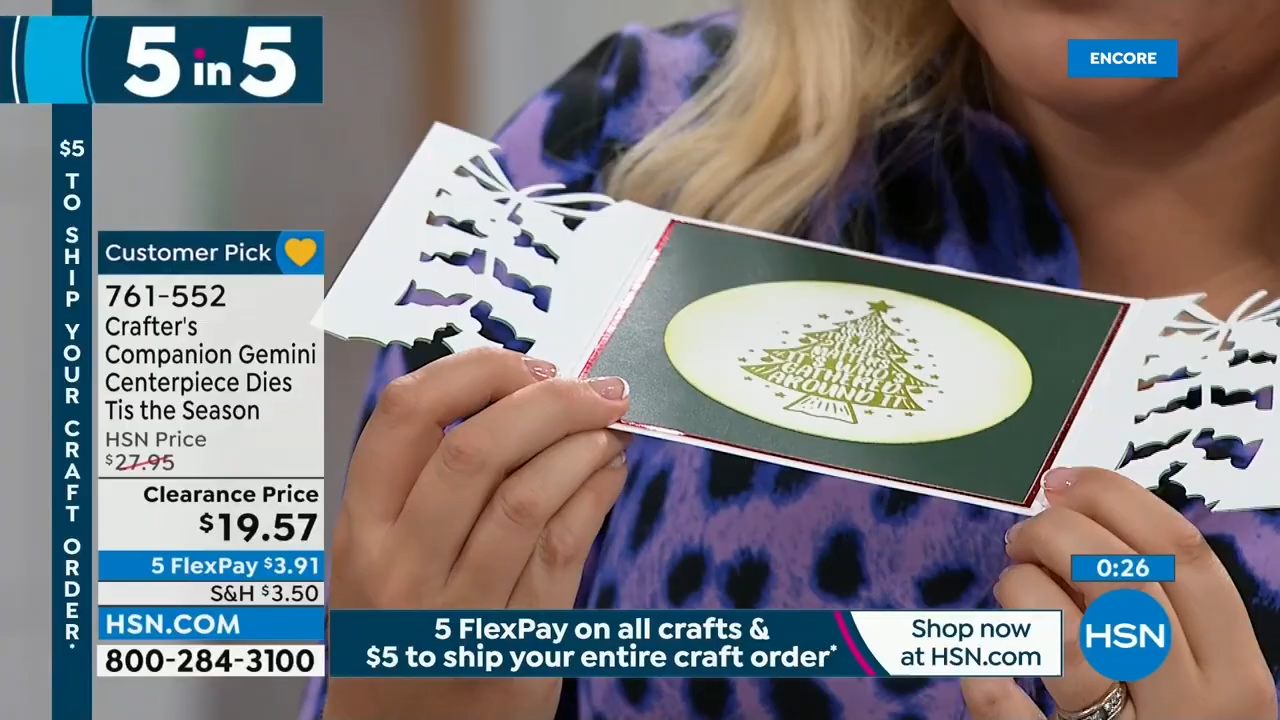 5 in 5
ENCORE
$5 TO SHIP YOUR CRAFT ORDER.*
Customer Pick
761-552
Crafter's
Companion Gemini
Centerpiece Dies
Tis the Season
HSN Price
$27.95
Clearance Price
$19.57
5 FlexPay $3.91
S&H $3.50
HSN.COM
800-284-3100
GATHERED
AROUND IT
0:26
5 FlexPay on all crafts &
$5 to ship your entire craft order*
Shop now
at HSN.com
HSN